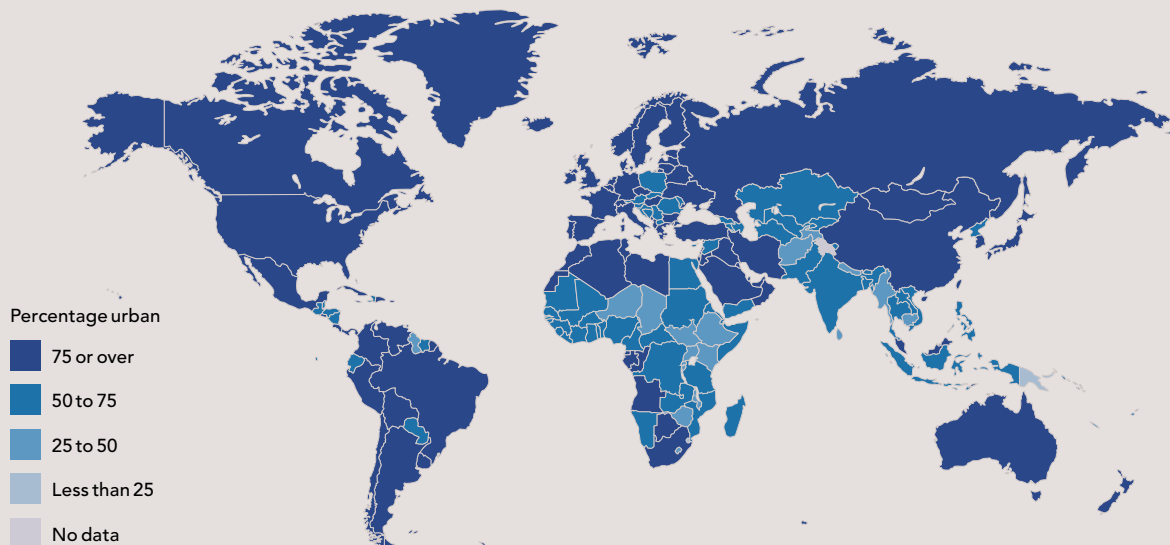 Percentage urban
75 or over
50 to 75
25 to 50
Less than 25
No data